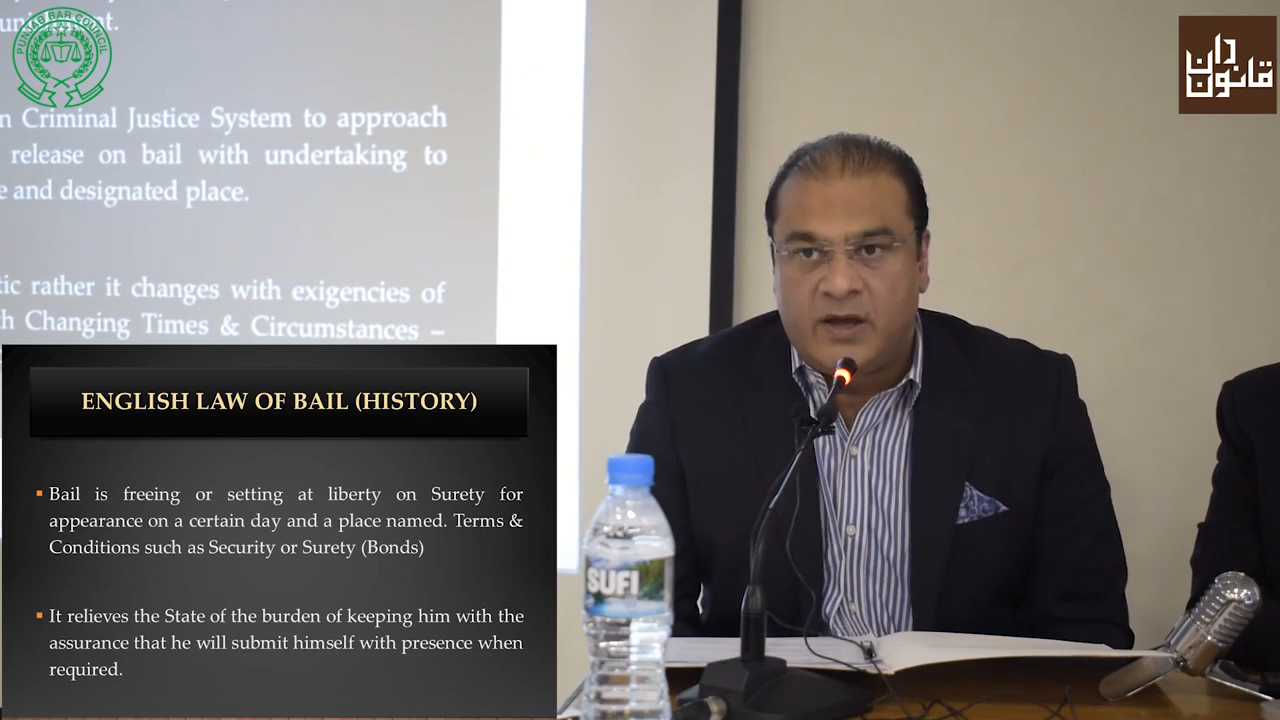 PUNJAB BAR COUNCIL
قانون دان
n Criminal Justice System to approach
release on bail with undertaking to
e and designated place.
tic rather it changes with exigencies of
h Changing Times & Circumstances –
ENGLISH LAW OF BAIL (HISTORY)
▪ Bail is freeing or setting at liberty on Surety for
appearance on a certain day and a place named. Terms &
Conditions such as Security or Surety (Bonds)
▪ It relieves the State of the burden of keeping him with the
assurance that he will submit himself with presence when
required.
SUFI